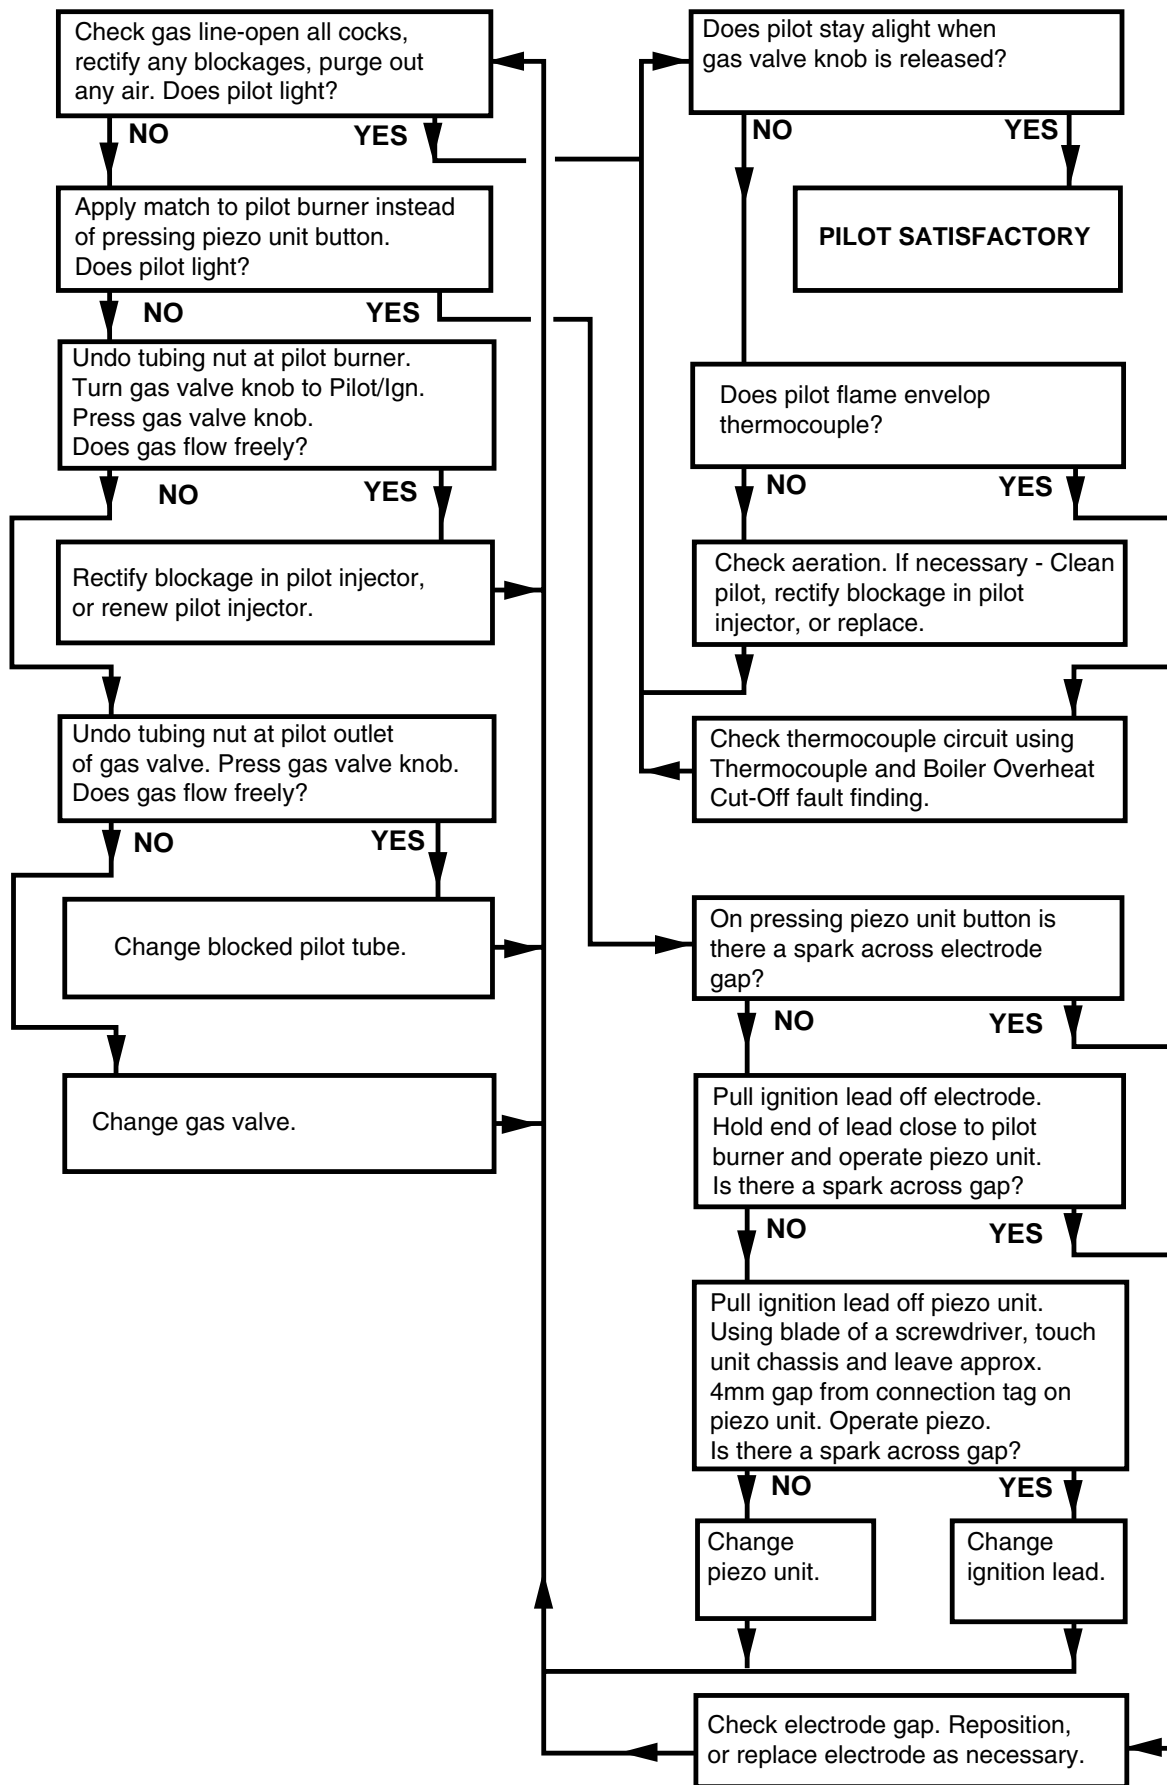 Check gas line-open all cocks,
rectify any blockages, purge out
any air. Does pilot light?
NO
YES
Apply match to pilot burner instead
of pressing piezo unit button.
Does pilot light?
NO
YES
Undo tubing nut at pilot burner.
Turn gas valve knob to Pilot/Ign.
Press gas valve knob.
Does gas flow freely?
NO
YES
Rectify blockage in pilot injector,
or renew pilot injector.
Undo tubing nut at pilot outlet
of gas valve. Press gas valve knob.
Does gas flow freely?
NO
YES
Change blocked pilot tube.
Change gas valve.
Does pilot stay alight when
gas valve knob is released?
NO
YES
PILOT SATISFACTORY
Does pilot flame envelop
thermocouple?
NO
YES
Check aeration. If necessary - Clean
pilot, rectify blockage in pilot
injector, or replace.
Check thermocouple circuit using
Thermocouple and Boiler Overheat
Cut-Off fault finding.
On pressing piezo unit button is
there a spark across electrode
gap?
NO
YES
Pull ignition lead off electrode.
Hold end of lead close to pilot
burner and operate piezo unit.
Is there a spark across gap?
NO
YES
Pull ignition lead off piezo unit.
Using blade of a screwdriver, touch
unit chassis and leave approx.
4mm gap from connection tag on
piezo unit. Operate piezo.
Is there a spark across gap?
NO
YES
Change
piezo unit.
Change
ignition lead.
Check electrode gap. Reposition,
or replace electrode as necessary.